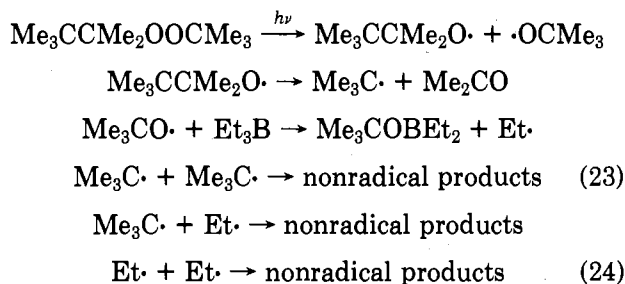 Me₃CCMe₂OOCMe₃ —hν→ Me₃CCMe₂O· + ·OCMe₃
Me₃CCMe₂O· → Me₃C· + Me₂CO
Me₃CO· + Et₃B → Me₃COBEt₂ + Et·
Me₃C· + Me₃C· → nonradical products (23)
Me₃C· + Et· → nonradical products
Et· + Et· → nonradical products (24)